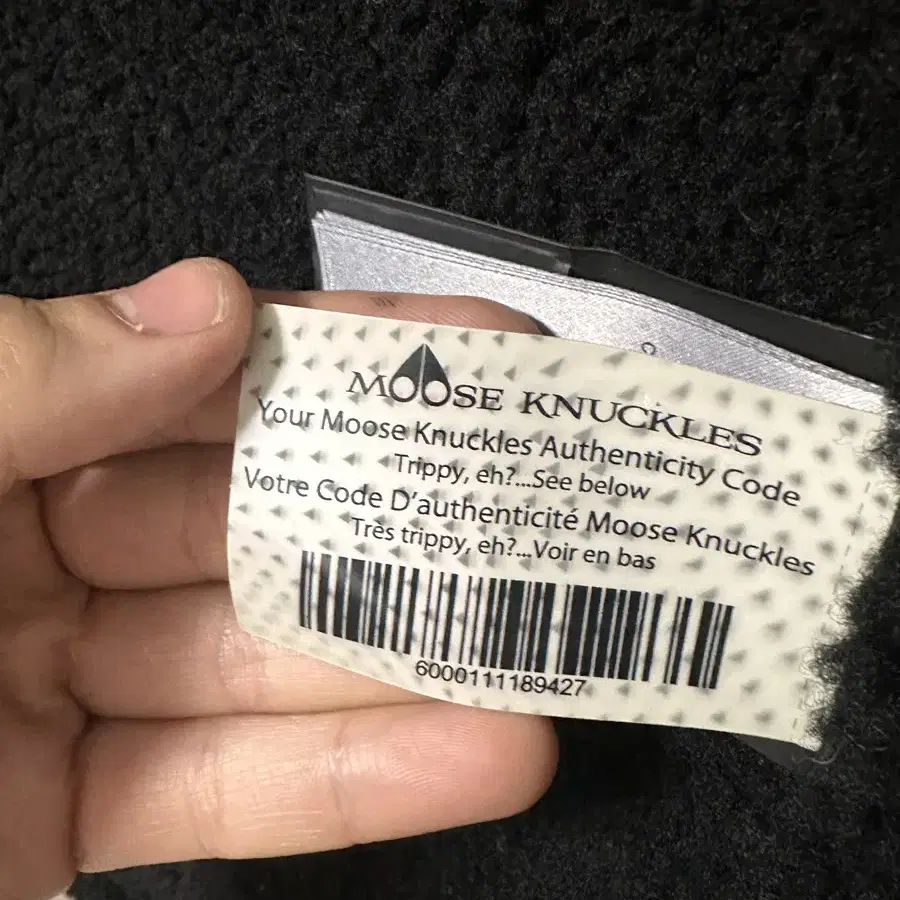 MOOSE KNUCKLES
Your Moose Knuckles Authenticity Code
Trippy, eh?...See below
Votre Code D'authenticité Moose Knuckles
Très trippy, eh?...Voir en bas
6000111189427